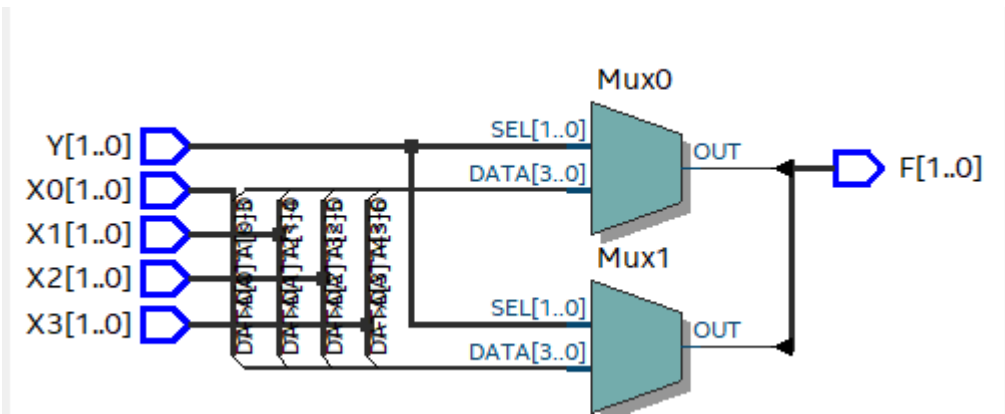 Mux0
Y[1..0]
SEL[1..0]
OUT
X0[1..0]
DATA[3..0]
F[1..0]
X1[1..0]
Mux1
X2[1..0]
X3[1..0]
SEL[1..0]
OUT
DATA[3..0]